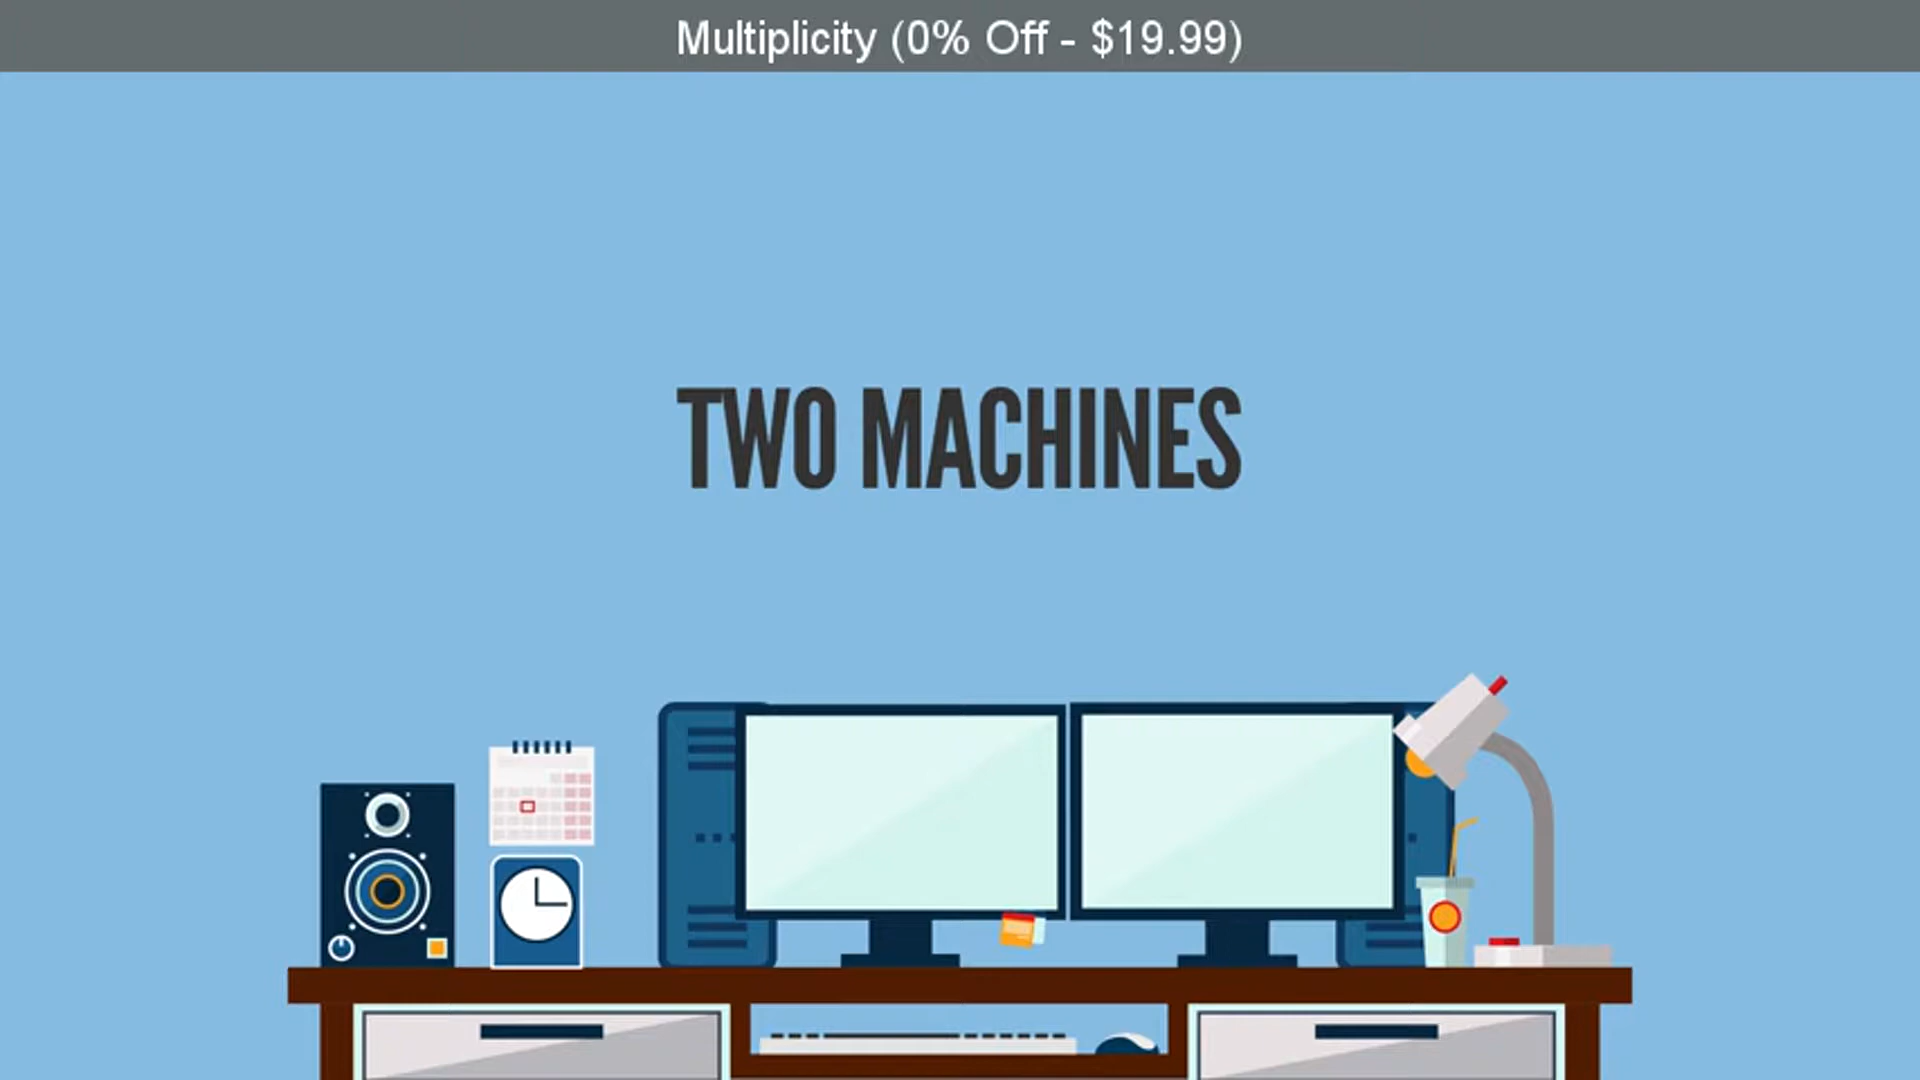 Multiplicity (0% Off - $19.99)
TWO MACHINES